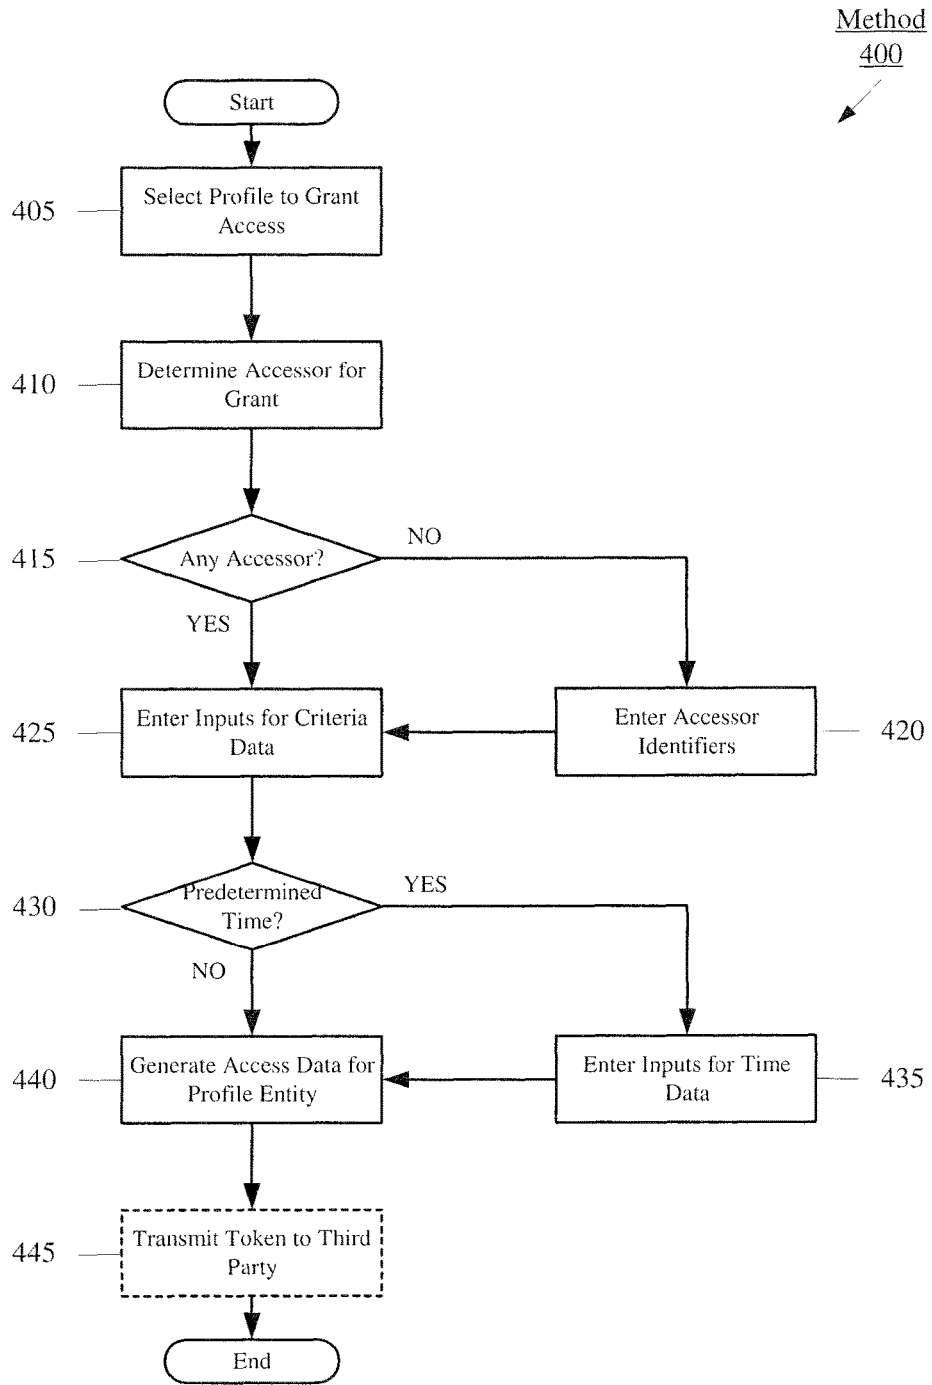 Method
400
Start
405
Select Profile to Grant
Access
410
Determine Accessor for
Grant
415
Any Accessor?
NO
YES
425
Enter Inputs for Criteria
Data
Enter Accessor
Identifiers
420
430
Predetermined
Time?
YES
NO
440
Generate Access Data for
Profile Entity
Enter Inputs for Time
Data
435
445
Transmit Token to Third
Party
End